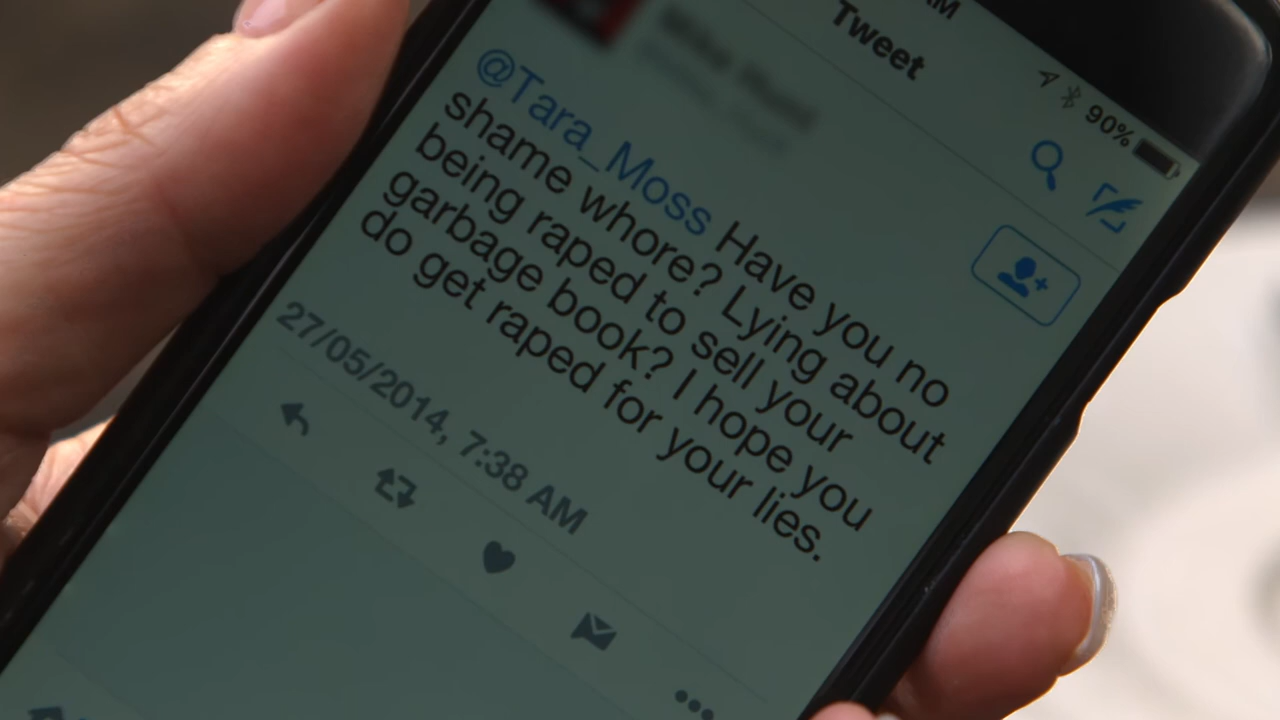 Tweet
90%
@Tara_Moss Have you no
shame whore? Lying about
being raped to sell your
garbage book? I hope you
do get raped for your lies.
27/05/2014, 7:38 AM